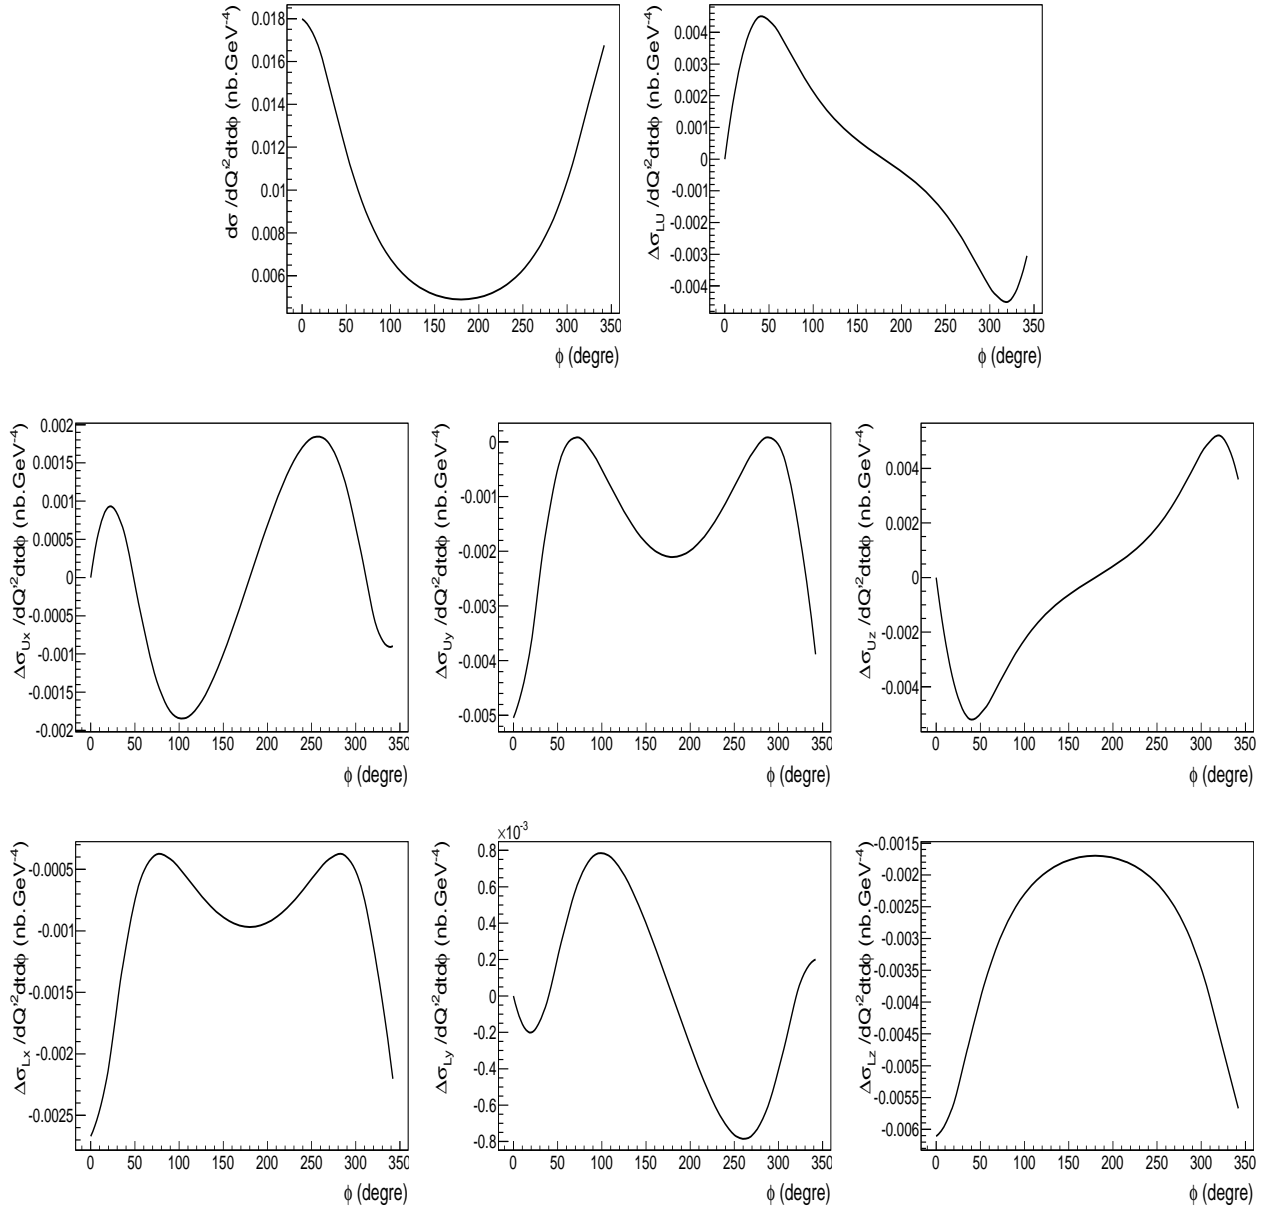 dσ /dQ'²dtdφ (nb.GeV⁻⁴)
0.018
0.016
0.014
0.012
0.01
0.008
0.006
0 50 100 150 200 250 300 350
φ (degre)
Δσ_LU /dQ'²dtdφ (nb.GeV⁻⁴)
0.004
0.003
0.002
0.001
0
-0.001
-0.002
-0.003
-0.004
0 50 100 150 200 250 300 350
φ (degre)
Δσ_Ux /dQ'²dtdφ (nb.GeV⁻⁴)
0.002
0.0015
0.001
0.0005
0
-0.0005
-0.001
-0.0015
-0.002
0 50 100 150 200 250 300 350
φ (degre)
Δσ_Uy /dQ'²dtdφ (nb.GeV⁻⁴)
0
-0.001
-0.002
-0.003
-0.004
-0.005
0 50 100 150 200 250 300 350
φ (degre)
Δσ_Uz /dQ'²dtdφ (nb.GeV⁻⁴)
0.004
0.002
0
-0.002
-0.004
0 50 100 150 200 250 300 350
φ (degre)
Δσ_Lx /dQ'²dtdφ (nb.GeV⁻⁴)
-0.0005
-0.001
-0.0015
-0.002
-0.0025
0 50 100 150 200 250 300 350
φ (degre)
Δσ_Ly /dQ'²dtdφ (nb.GeV⁻⁴)
×10⁻³
0.8
0.6
0.4
0.2
0
-0.2
-0.4
-0.6
-0.8
0 50 100 150 200 250 300 350
φ (degre)
Δσ_Lz /dQ'²dtdφ (nb.GeV⁻⁴)
-0.0015
-0.002
-0.0025
-0.003
-0.0035
-0.004
-0.0045
-0.005
-0.0055
-0.006
0 50 100 150 200 250 300 350
φ (degre)